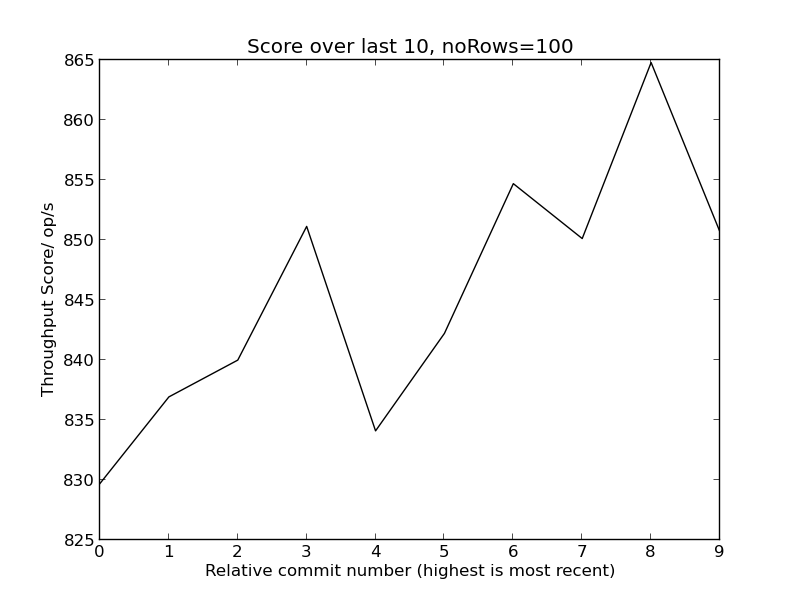 Score over last 10, noRows=100
865
860
855
850
845
840
835
830
825
Throughput Score/ op/s
0 1 2 3 4 5 6 7 8 9
Relative commit number (highest is most recent)